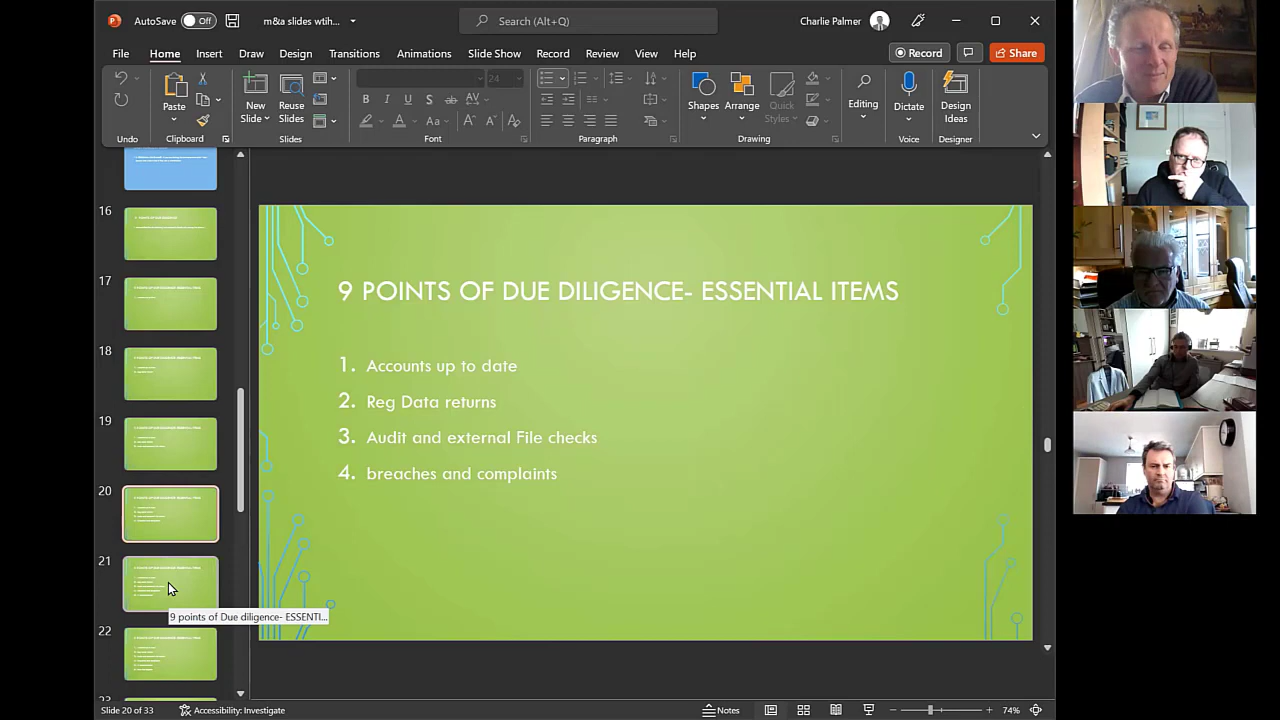 AutoSave Off m&a slides wtih... Search (Alt+Q) Charlie Palmer
File Home Insert Draw Design Transitions Animations Slide Show Record Review View Help Record Share
24
Paste New Slide Reuse Slides B I U S ab AV Aa A A Shapes Arrange Quick Styles Editing Dictate Design Ideas
Undo Clipboard Slides Font Paragraph Drawing Voice Designer
16
17
18
19
20
21
22
9 POINTS OF DUE DILIGENCE- ESSENTIAL ITEMS
1. Accounts up to date
2. Reg Data returns
3. Audit and external File checks
4. breaches and complaints
9 points of Due diligence- ESSENTI...
Slide 20 of 33 Accessibility: Investigate Notes 74%